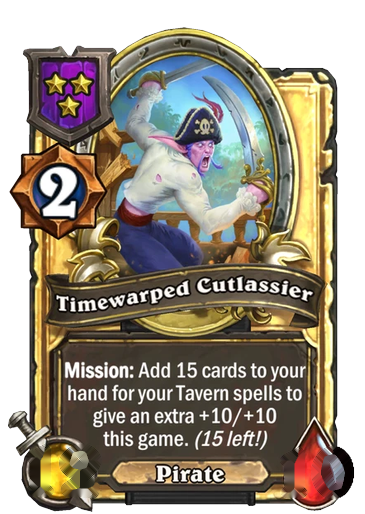 2
Timewarped Cutlassier
Mission: Add 15 cards to your
hand for your Tavern spells to
give an extra +10/+10
this game. (15 left!)
Pirate